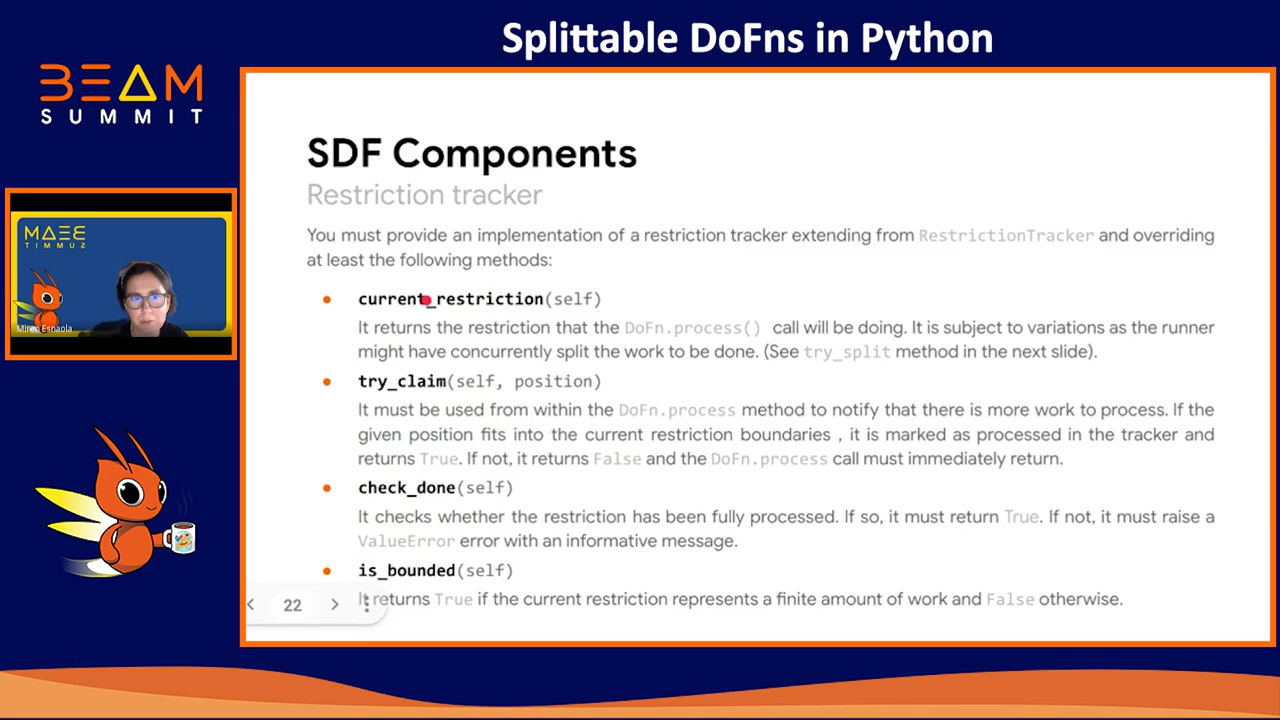 Splittable DoFns in Python
BEAM
SUMMIT
SDF Components
Restriction tracker
You must provide an implementation of a restriction tracker extending from RestrictionTracker and overriding
at least the following methods:
current_restriction(self)
It returns the restriction that the DoFn.process() call will be doing. It is subject to variations as the runner
might have concurrently split the work to be done. (See try_split method in the next slide).
try_claim(self, position)
It must be used from within the DoFn.process method to notify that there is more work to process. If the
given position fits into the current restriction boundaries , it is marked as processed in the tracker and
returns True. If not, it returns False and the DoFn.process call must immediately return.
check_done(self)
It checks whether the restriction has been fully processed. If so, it must return True. If not, it must raise a
ValueError error with an informative message.
is_bounded(self)
It returns True if the current restriction represents a finite amount of work and False otherwise.
22
BEAM
SUMMIT
Miren Esnaola